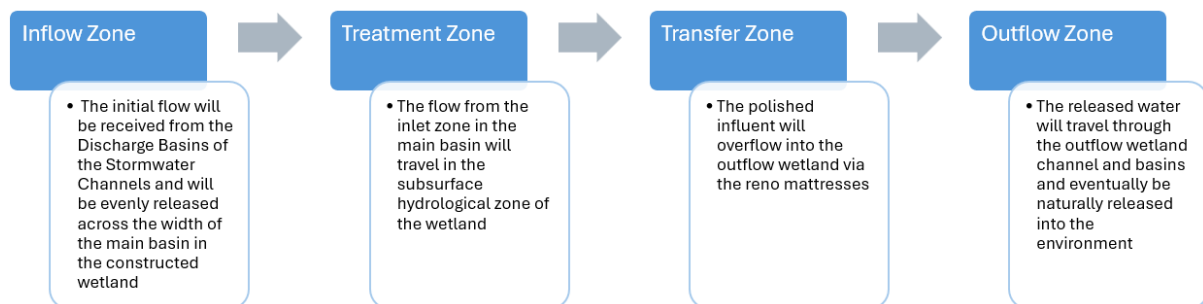 Inflow Zone
• The initial flow will
be received from the
Discharge Basins of
the Stormwater
Channels and will
be evenly released
across the width of
the main basin in
the constructed
wetland
Treatment Zone
• The flow from the
inlet zone in the
main basin will
travel in the
subsurface
hydrological zone of
the wetland
Transfer Zone
• The polished
influent will
overflow into the
outflow wetland via
the reno mattresses
Outflow Zone
• The released water
will travel through
the outflow wetland
channel and basins
and eventually be
naturally released
into the
environment